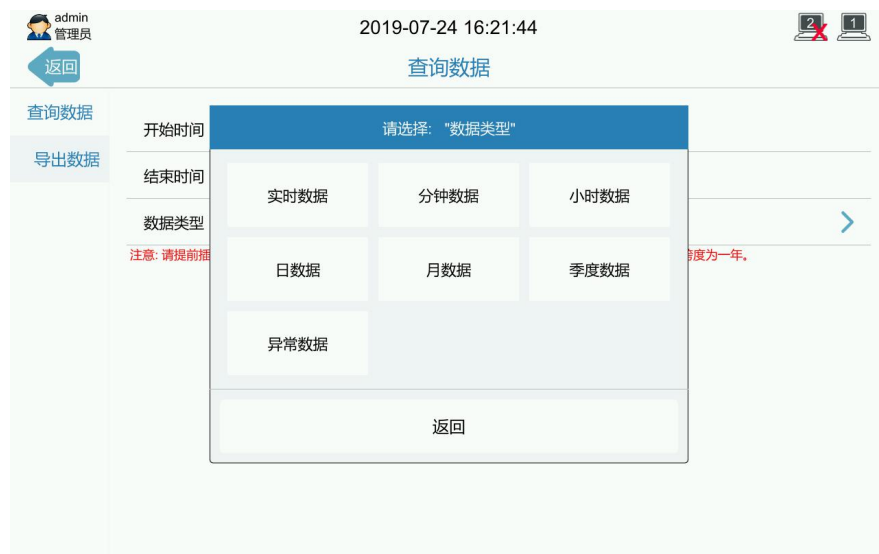 admin
管理员
2019-07-24 16:21:44
2
1
返回
查询数据
查询数据
导出数据
开始时间
结束时间
数据类型
注意: 请提前插
跨度为一年。
请选择: "数据类型"
实时数据
分钟数据
小时数据
日数据
月数据
季度数据
异常数据
返回